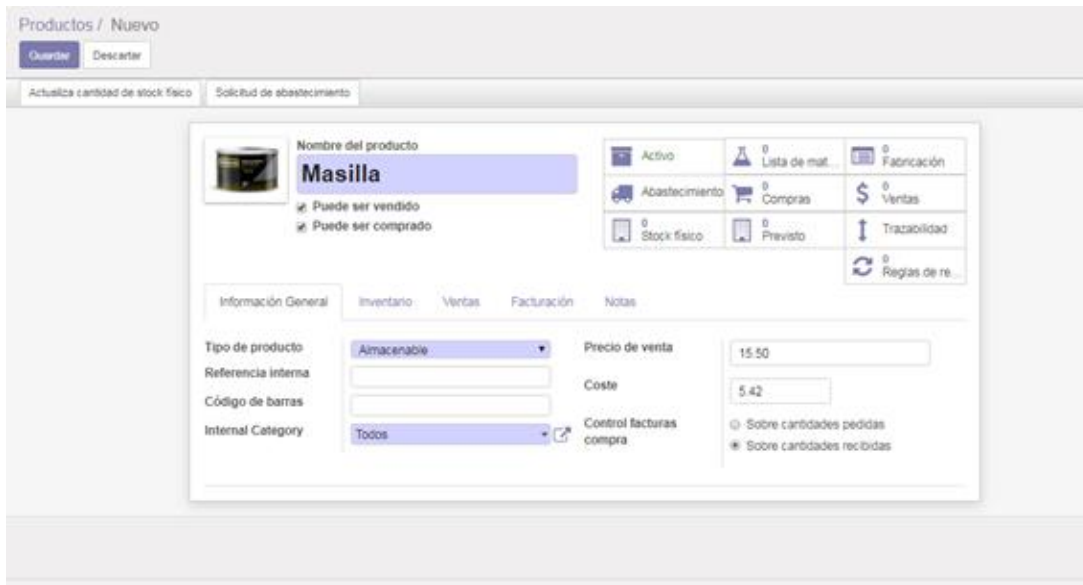 Productos / Nuevo
Guardar Descartar
Actualiza cantidad de stock físico Solicitud de abastecimiento
Nombre del producto
Masilla
Puede ser vendido
Puede ser comprado
Activo
0
Lista de mat...
0
Fabricación
Abastecimiento
0
Compras
0
Ventas
0
Stock físico
0
Previsto
Trazabilidad
0
Reglas de re...
Información General Inventario Ventas Facturación Notas
Tipo de producto Almacenable
Referencia interna
Código de barras
Internal Category Todos
Precio de venta 15.50
Coste 5.42
Control facturas
compra
Sobre cantidades pedidas
Sobre cantidades recibidas